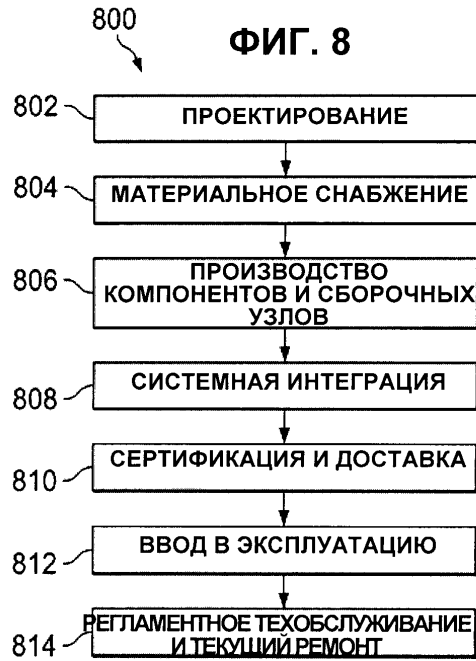 800
ФИГ. 8
802
ПРОЕКТИРОВАНИЕ
804
МАТЕРИАЛЬНОЕ СНАБЖЕНИЕ
806
ПРОИЗВОДСТВО
КОМПОНЕНТОВ И СБОРОЧНЫХ
УЗЛОВ
808
СИСТЕМНАЯ ИНТЕГРАЦИЯ
810
СЕРТИФИКАЦИЯ И ДОСТАВКА
812
ВВОД В ЭКСПЛУАТАЦИЮ
814
РЕГЛАМЕНТНОЕ ТЕХОБСЛУЖИВАНИЕ
И ТЕКУЩИЙ РЕМОНТ